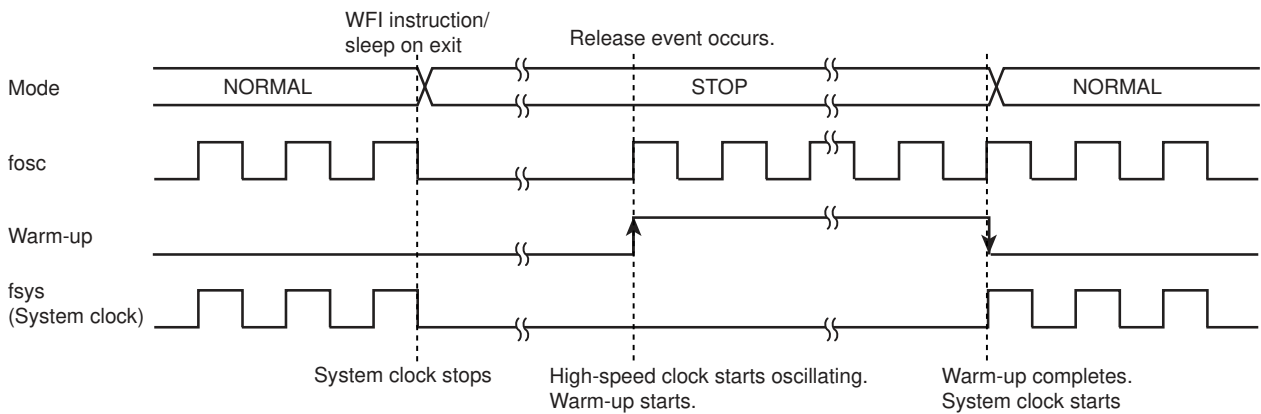 WFI instruction/
sleep on exit
Release event occurs.
Mode
NORMAL
STOP
NORMAL
fosc
Warm-up
fsys
(System clock)
System clock stops
High-speed clock starts oscillating.
Warm-up starts.
Warm-up completes.
System clock starts